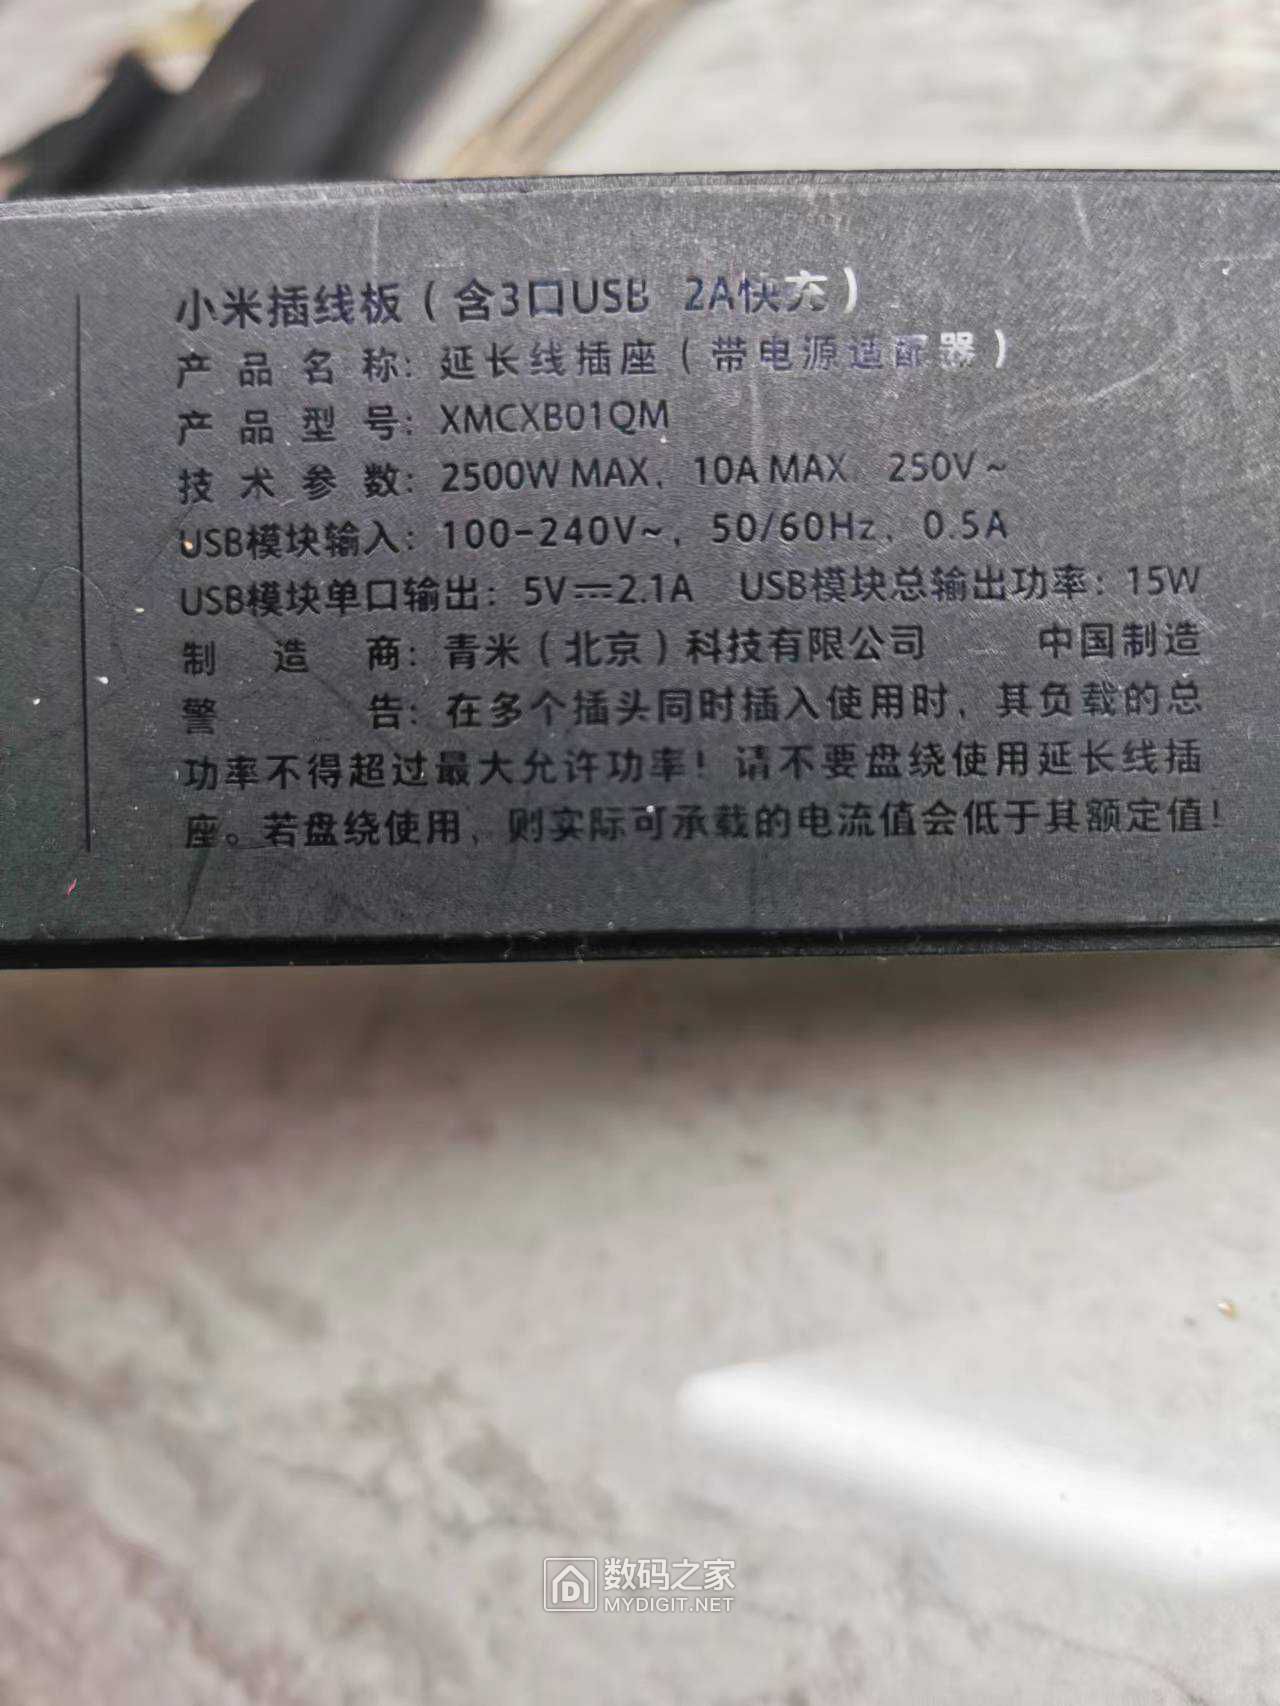 小米插线板（含3口USB 2A快充）
产品名称：延长线插座（带电源适配器）
产品型号：XMCXB01QM
技术参数：2500W MAX，10A MAX 250V~
USB模块输入：100-240V~，50/60Hz，0.5A
USB模块单口输出：5V⎓2.1A USB模块总输出功率：15W
制造商：青米（北京）科技有限公司 中国制造
警告：在多个插头同时插入使用时，其负载的总
功率不得超过最大允许功率！请不要盘绕使用延长线插
座。若盘绕使用，则实际可承载的电流值会低于其额定值！
数码之家
MYDIGIT.NET